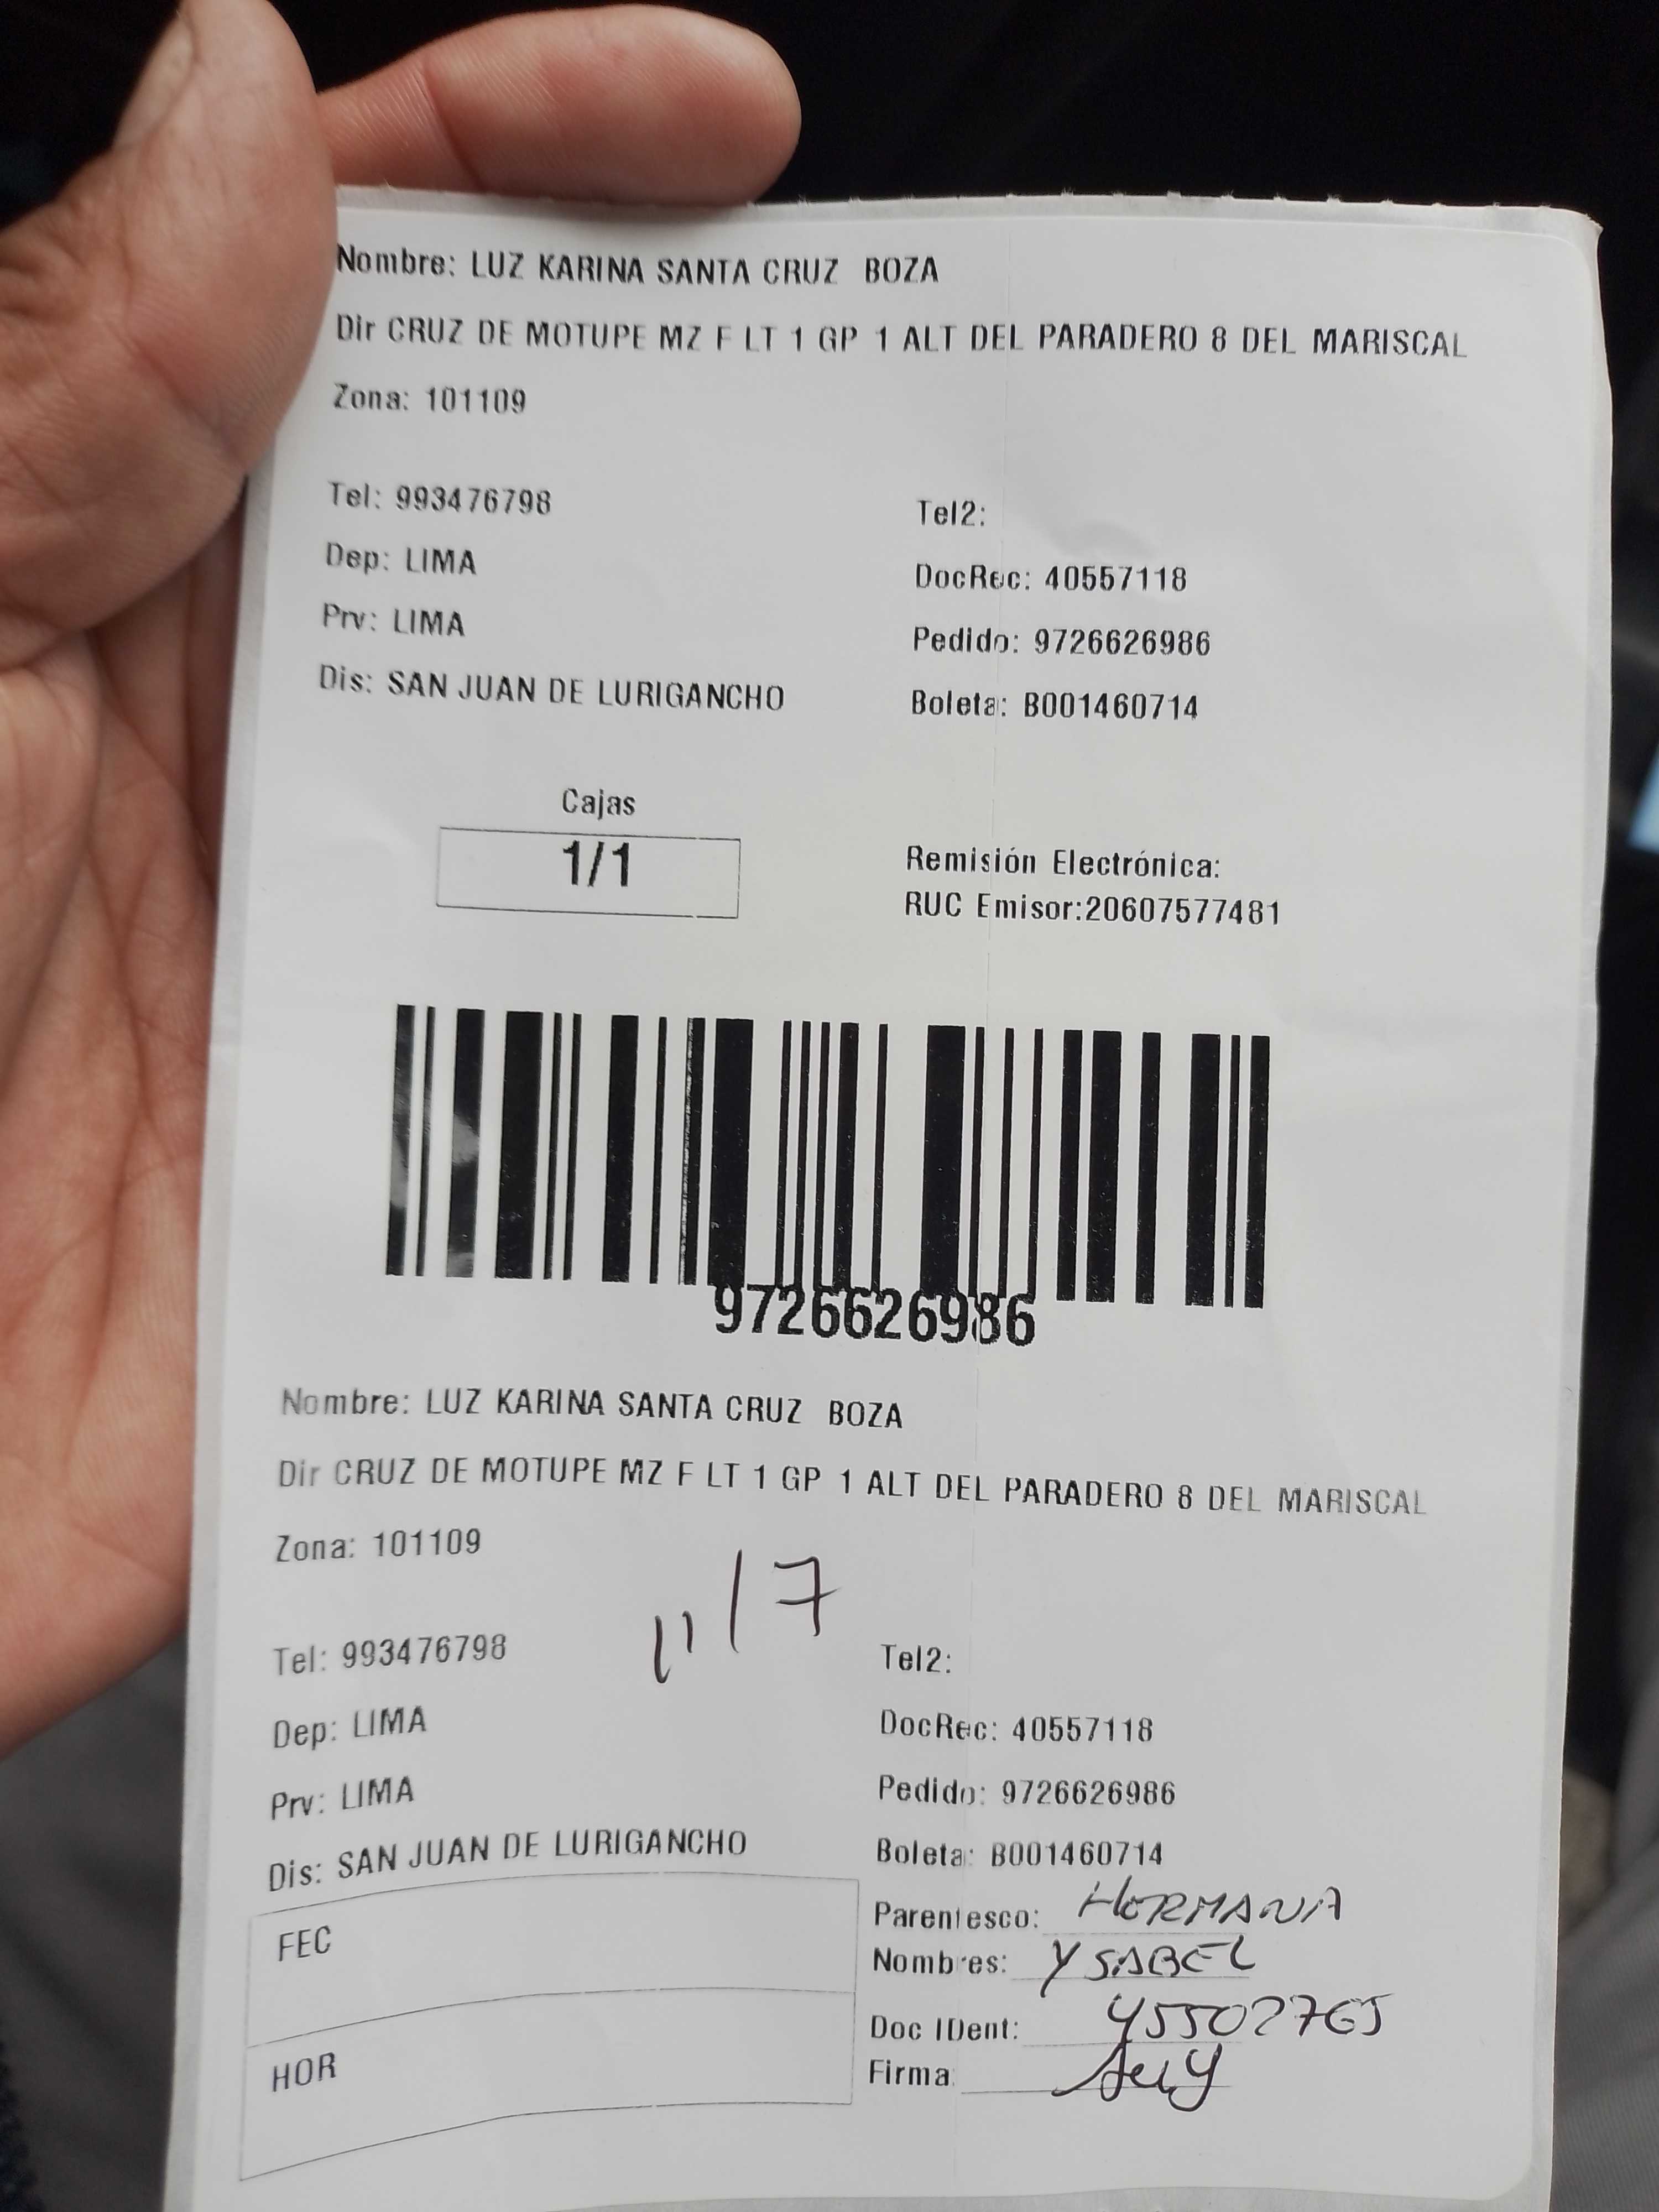 Nombre: LUZ KARINA SANTA CRUZ BOZA
Dir CRUZ DE MOTUPE MZ F LT 1 GP 1 ALT DEL PARADERO 8 DEL MARISCAL
Zona: 101109
Tel: 993476798 Tel2:
Dep: LIMA DocRec: 40557118
Prv: LIMA Pedido: 9726626986
Dis: SAN JUAN DE LURIGANCHO Boleta: B001460714
Cajas
1/1
Remisión Electrónica:
RUC Emisor:20607577481
9726626986
Nombre: LUZ KARINA SANTA CRUZ BOZA
Dir CRUZ DE MOTUPE MZ F LT 1 GP 1 ALT DEL PARADERO 8 DEL MARISCAL
Zona: 101109
11/7
Tel: 993476798 Tel2:
Dep: LIMA DocRec: 40557118
Prv: LIMA Pedido: 9726626986
Dis: SAN JUAN DE LURIGANCHO Boleta: B001460714
FEC
HOR
Parentesco: HERMANA
Nombres: YSABEL
Doc IDent: 45502765
Firma